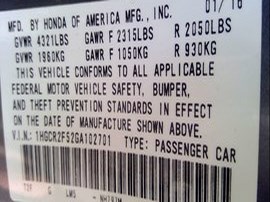 MFD. BY HONDA OF AMERICA MFG., INC. 01/16
GVWR 4321LBS GAWR F 2315LBS R 2050LBS
GVWR 1960KG GAWR F 1050KG R 930KG
THIS VEHICLE CONFORMS TO ALL APPLICABLE
FEDERAL MOTOR VEHICLE SAFETY, BUMPER,
AND THEFT PREVENTION STANDARDS IN EFFECT
ON THE DATE OF MANUFACTURE SHOWN ABOVE.
V.I.N: 1HGCR2F52GA102701 TYPE: PASSENGER CAR